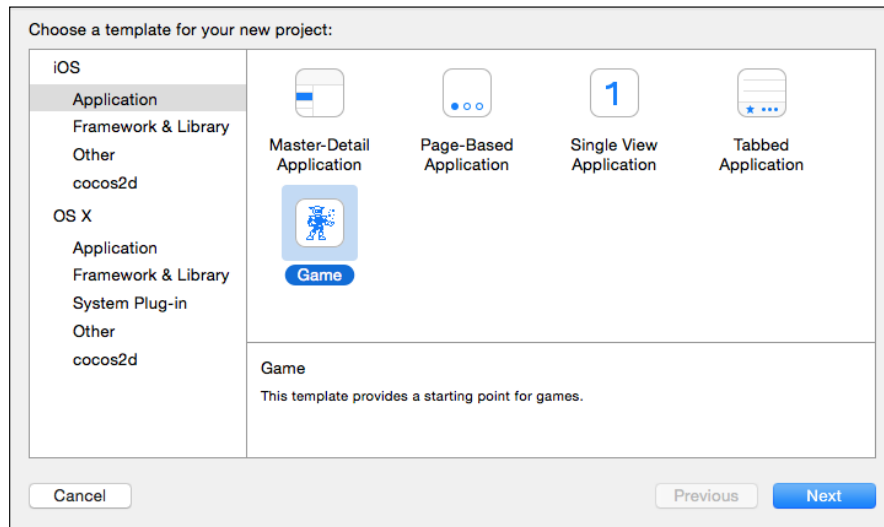 Choose a template for your new project:
iOS
Application
Framework & Library
Other
cocos2d
OS X
Application
Framework & Library
System Plug-in
Other
cocos2d
Master-Detail
Application
Page-Based
Application
1
Single View
Application
Tabbed
Application
Game
Game
This template provides a starting point for games.
Cancel
Previous
Next